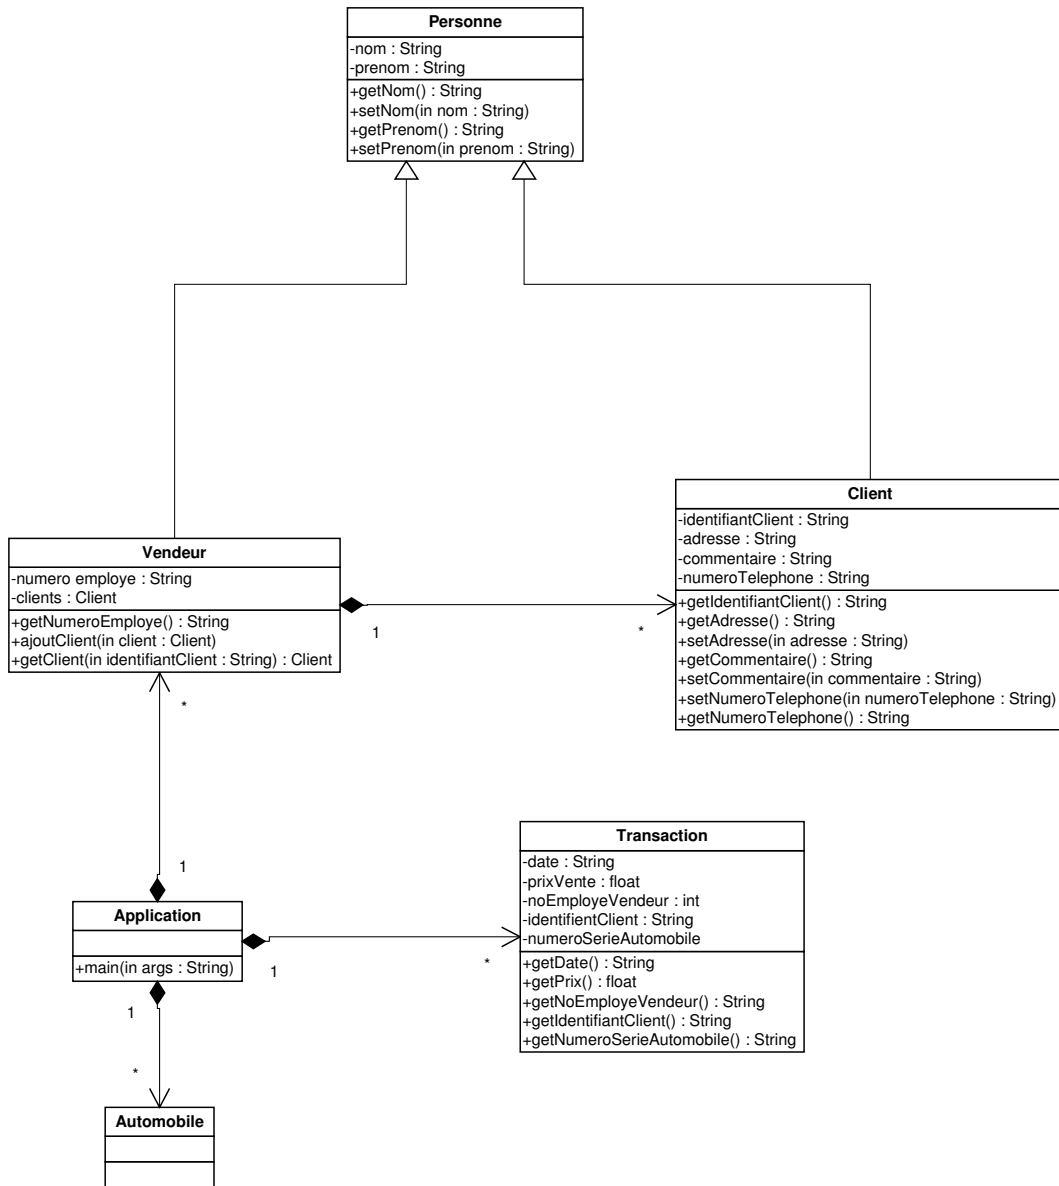 Personne
-nom : String
-prenom : String
+getNom() : String
+setNom(in nom : String)
+getPrenom() : String
+setPrenom(in prenom : String)
Client
-identifiantClient : String
-adresse : String
-commentaire : String
-numeroTelephone : String
+getIdentifiantClient() : String
+getAdresse() : String
+setAdresse(in adresse : String)
+getCommentaire() : String
+setCommentaire(in commentaire : String)
+setNumeroTelephone(in numeroTelephone : String)
+getNumeroTelephone() : String
Vendeur
-numero employe : String
-clients : Client
+getNumeroEmploye() : String
+ajoutClient(in client : Client)
+getClient(in identifiantClient : String) : Client
1
*
*
1
Transaction
-date : String
-prixVente : float
-noEmployeVendeur : int
-identifientClient : String
-numeroSerieAutomobile
+getDate() : String
+getPrix() : float
+getNoEmployeVendeur() : String
+getIdentifiantClient() : String
+getNumeroSerieAutomobile() : String
Application
+main(in args : String)
1
*
1
*
Automobile